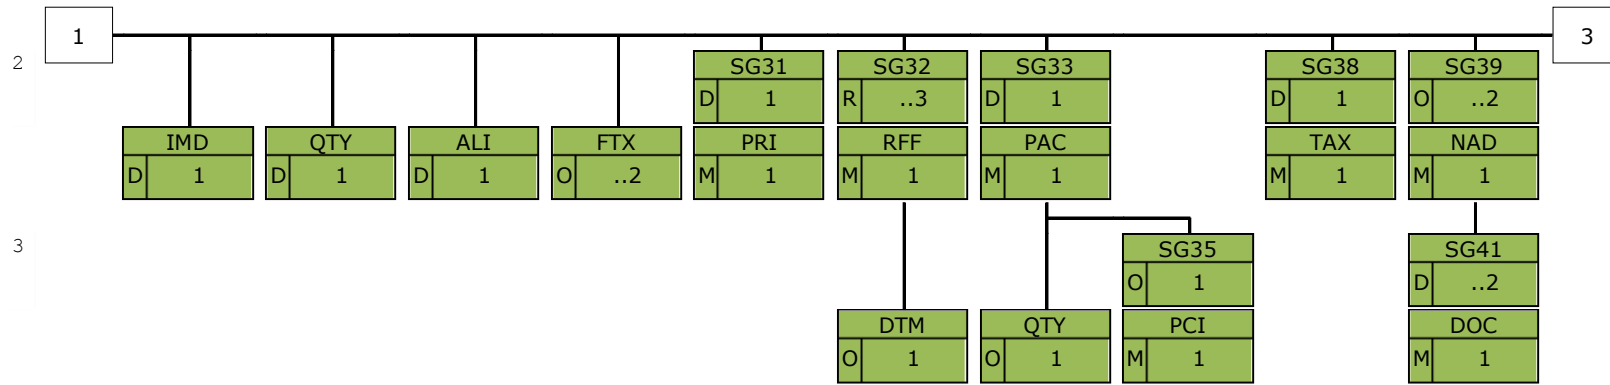 1
3
2
SG31
SG32
SG33
SG38
SG39
D 1
R ..3
D 1
D 1
O ..2
IMD
QTY
ALI
FTX
PRI
RFF
PAC
TAX
NAD
D 1
D 1
D 1
O ..2
M 1
M 1
M 1
M 1
M 1
3
SG35
SG41
O 1
D ..2
DTM
QTY
PCI
DOC
O 1
O 1
M 1
M 1